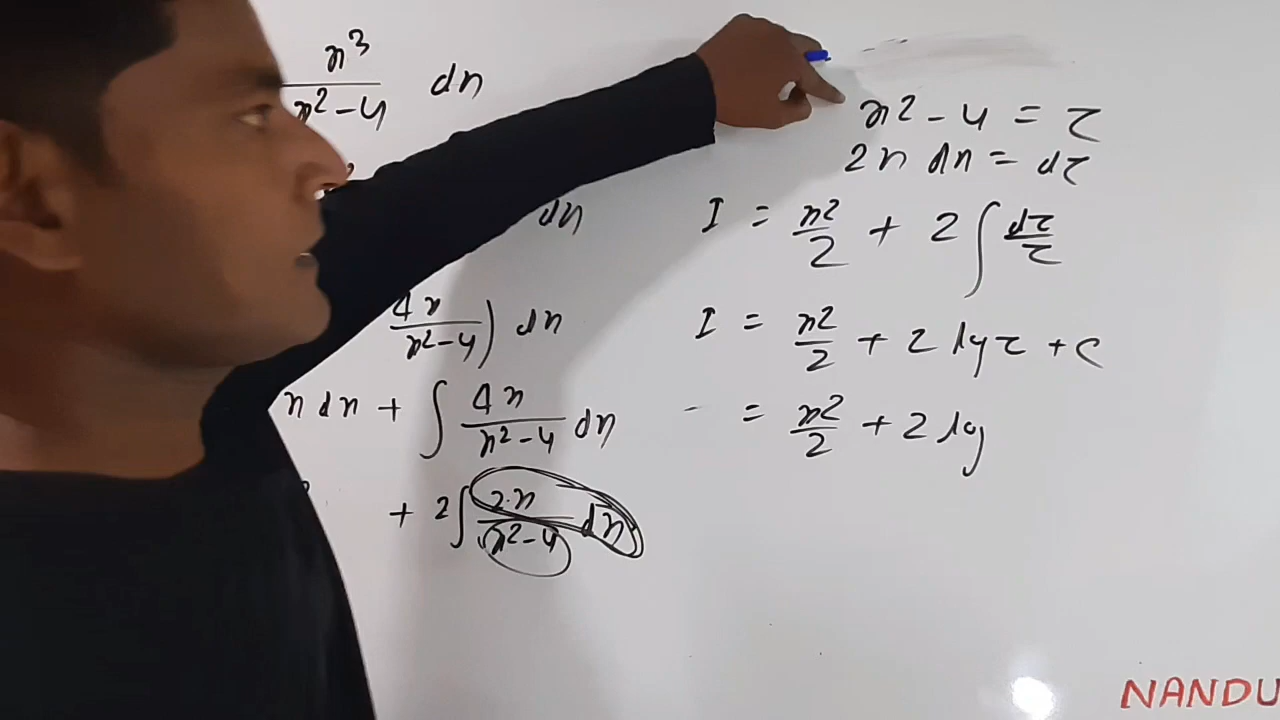 x³
x² - 4 dx
dx
4x
x² - 4) dx
x dx + ∫ 4x
x² - 4 dx
+ 2 ∫ 2·x
x² - 4 dx
x² - 4 = z
2x dx = dz
I = x²/2 + 2 ∫ dz/z
I = x²/2 + 2 log z + c
= x²/2 + 2 log
NANDU